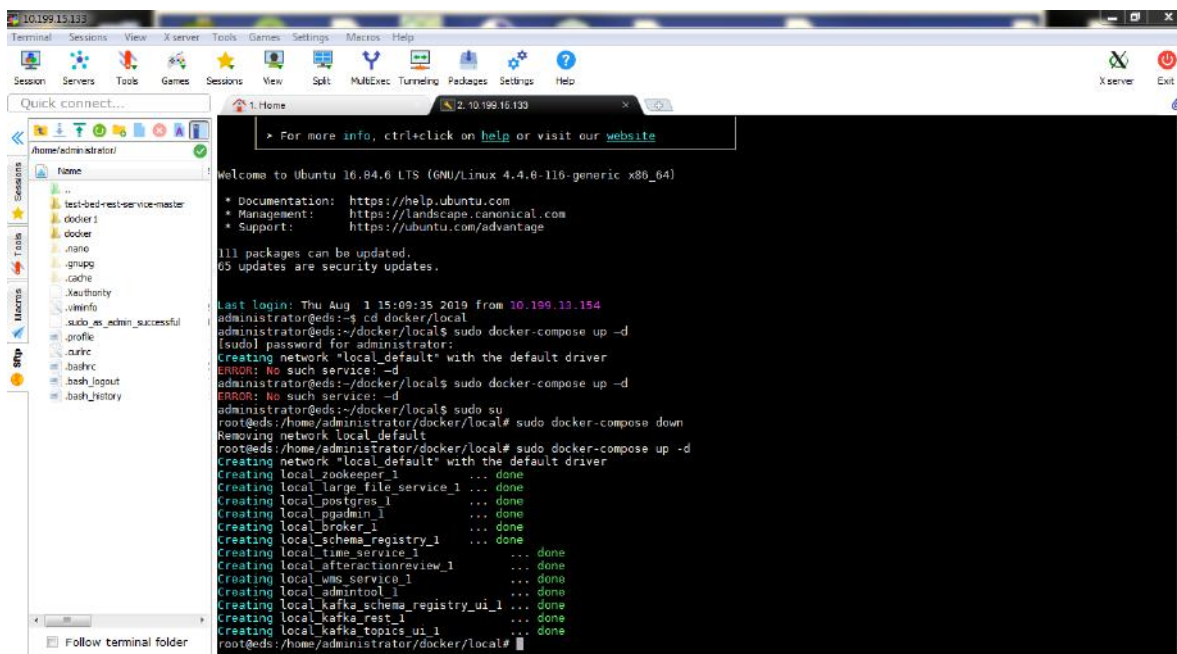 10.199.15.133
Terminal Sessions View X server Tools Games Settings Macros Help
Session Servers Tools Games Sessions View Split MultiExec Tunneling Packages Settings Help X server Exit
Quick connect...
1. Home
2. 10.199.15.133
/home/administrator/
Name
..
test-bed-rest-service-master
docker1
docker
.nano
.gnupg
.cache
.Xauthority
.viminfo
.sudo_as_admin_successful
.profile
.curlrc
.bashrc
.bash_logout
.bash_history
Follow terminal folder
Sessions
Tools
Macros
Sftp
➤ For more info, ctrl+click on help or visit our website
Welcome to Ubuntu 16.04.6 LTS (GNU/Linux 4.4.0-116-generic x86_64)
* Documentation: https://help.ubuntu.com
* Management: https://landscape.canonical.com
* Support: https://ubuntu.com/advantage
111 packages can be updated.
65 updates are security updates.
Last login: Thu Aug 1 15:09:35 2019 from 10.199.13.154
administrator@eds:~$ cd docker/local
administrator@eds:~/docker/local$ sudo docker-compose up –d
[sudo] password for administrator:
Creating network "local_default" with the default driver
ERROR: No such service: –d
administrator@eds:~/docker/local$ sudo docker-compose up –d
ERROR: No such service: –d
administrator@eds:~/docker/local$ sudo su
root@eds:/home/administrator/docker/local# sudo docker-compose down
Removing network local_default
root@eds:/home/administrator/docker/local# sudo docker-compose up -d
Creating network "local_default" with the default driver
Creating local_zookeeper_1 ... done
Creating local_large_file_service_1 ... done
Creating local_postgres_1 ... done
Creating local_pgadmin_1 ... done
Creating local_broker_1 ... done
Creating local_schema_registry_1 ... done
Creating local_time_service_1 ... done
Creating local_afteractionreview_1 ... done
Creating local_wms_service_1 ... done
Creating local_admintool_1 ... done
Creating local_kafka_schema_registry_ui_1 ... done
Creating local_kafka_rest_1 ... done
Creating local_kafka_topics_ui_1 ... done
root@eds:/home/administrator/docker/local#